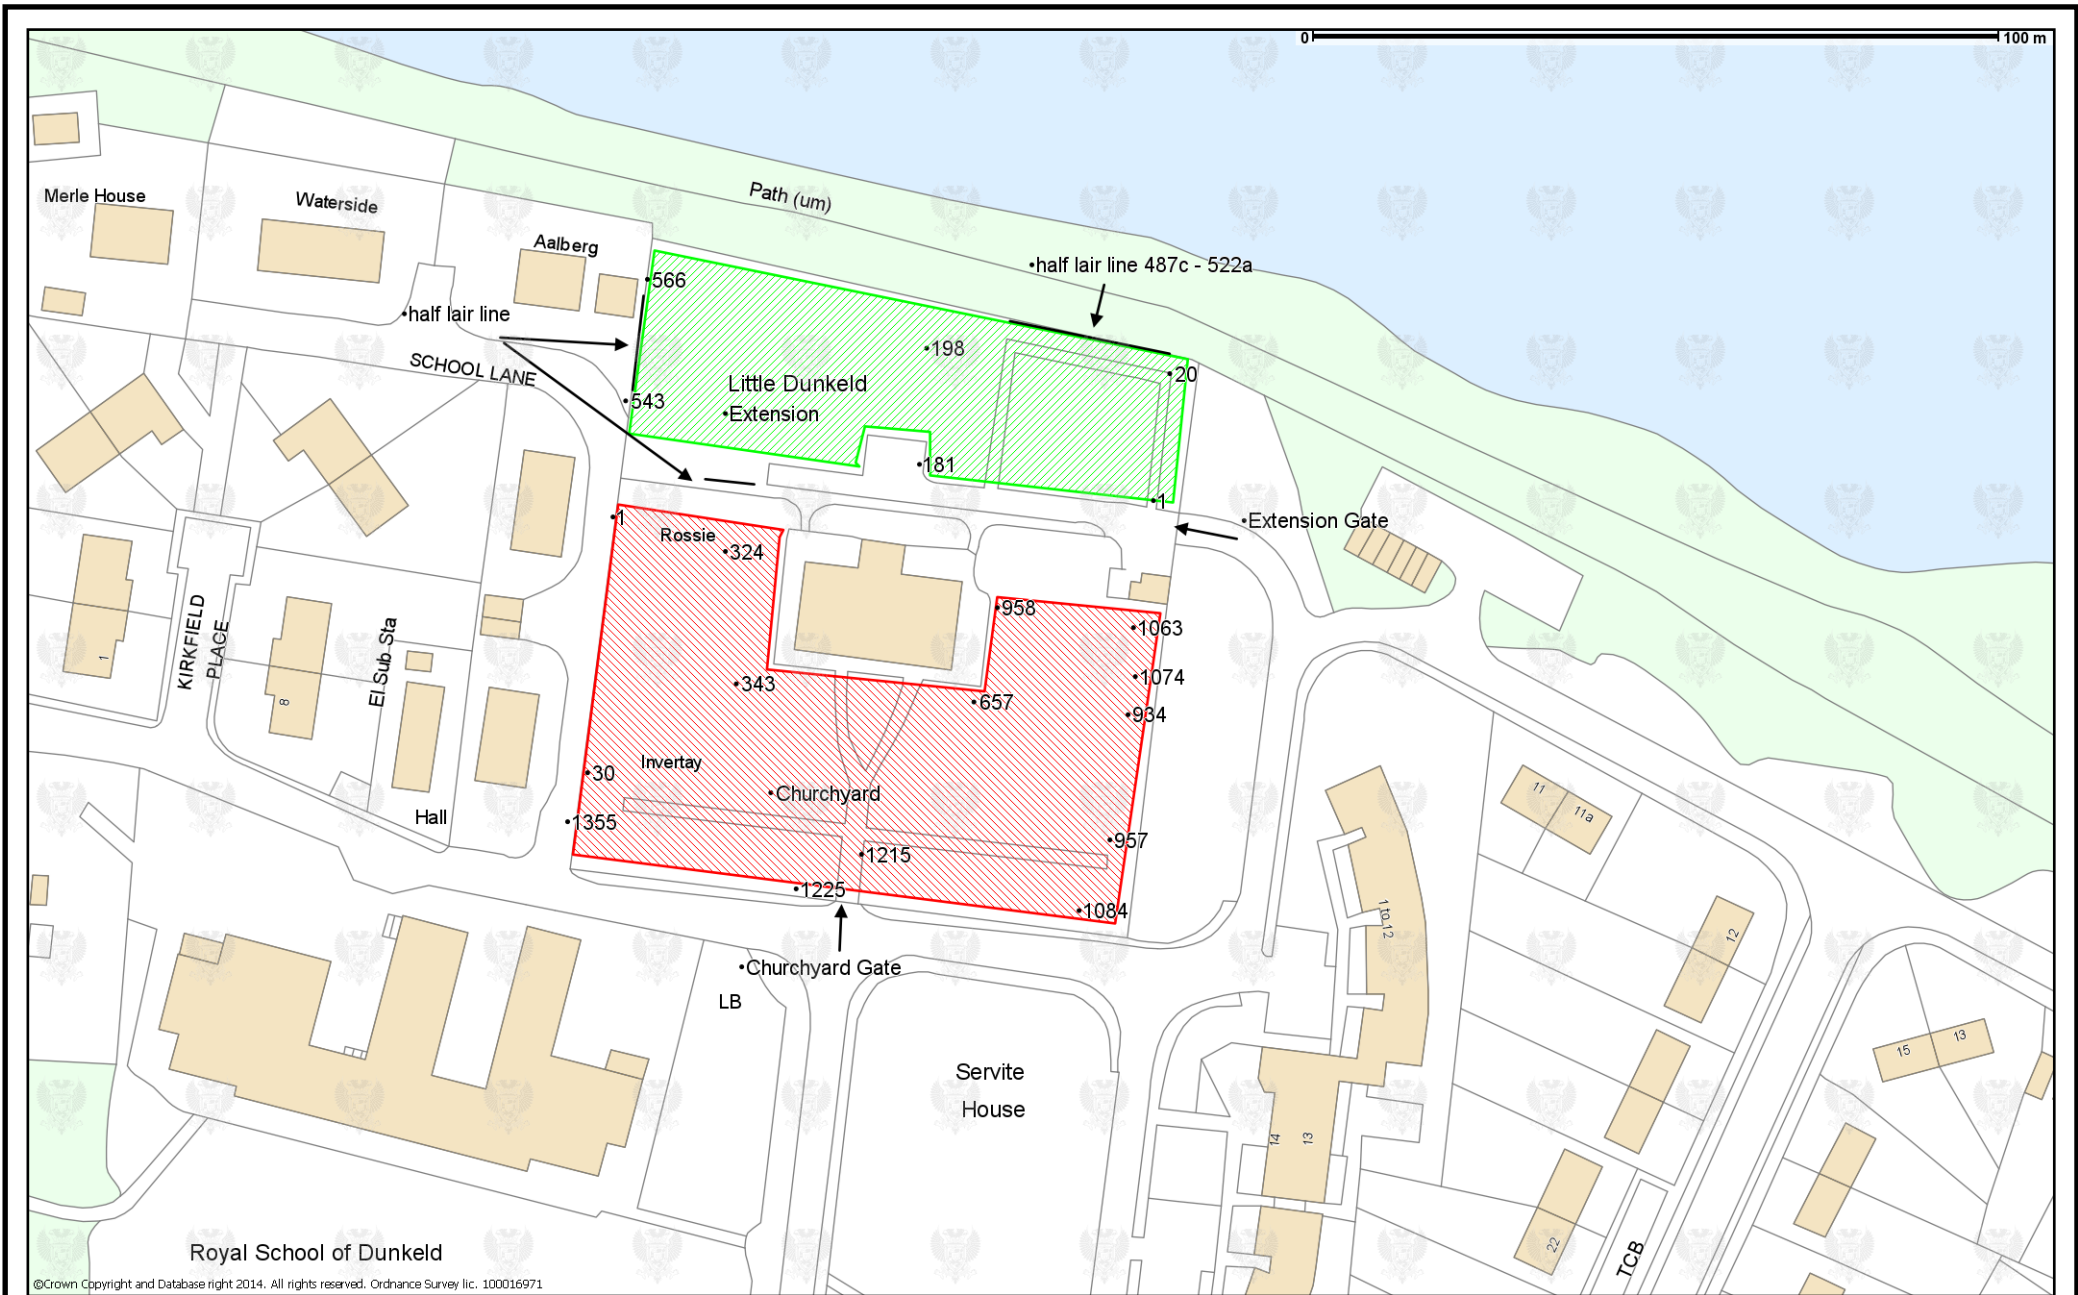 0 100 m
Merle House
Waterside
Aalberg
Path (um)
half lair line 487c - 522a
566
half lair line
198
SCHOOL LANE
20
Little Dunkeld
543
Extension
181
1
Extension Gate
1
Rossie
324
958
1063
KIRKFIELD
PLACE
El Sub Sta
1
8
343
1074
657
934
Invertay
30
Churchyard
11
11a
Hall
1355
957
1215
1225
1084
1 to 12
12
Churchyard Gate
LB
Servite
House
15
13
14
13
22
TCB
Royal School of Dunkeld
©Crown Copyright and Database right 2014. All rights reserved. Ordnance Survey lic. 100016971